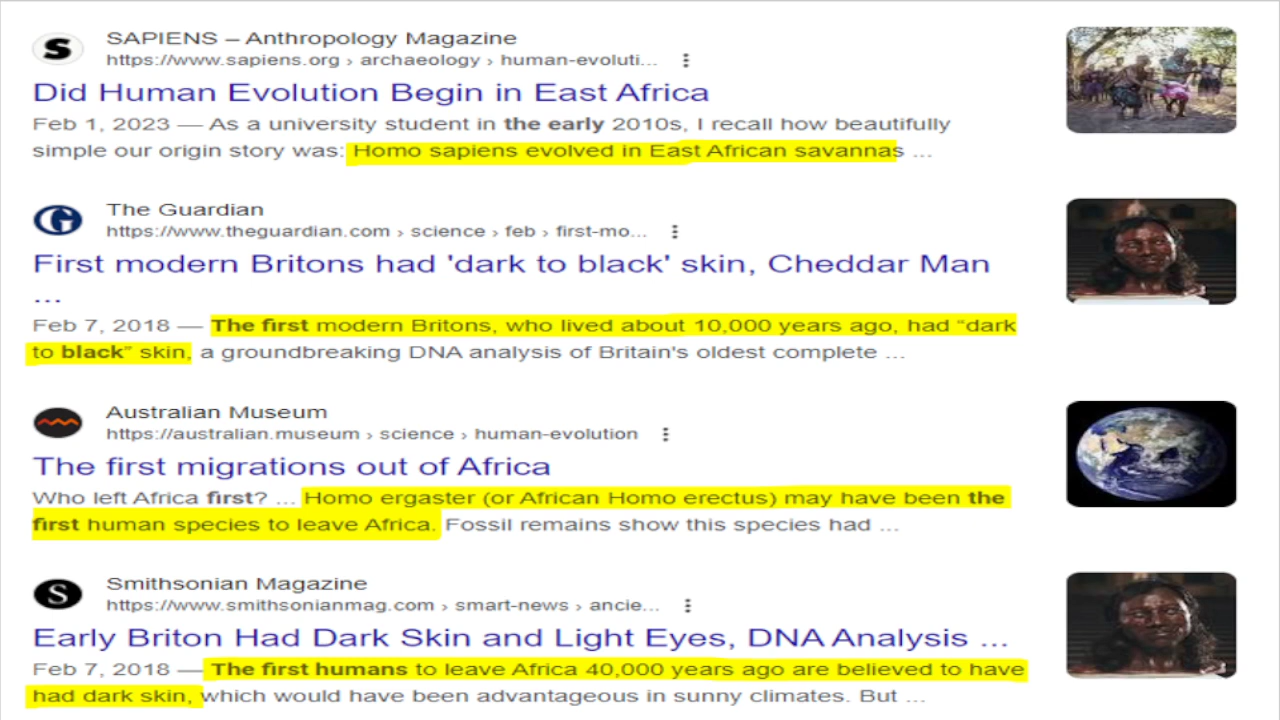 SAPIENS – Anthropology Magazine
https://www.sapiens.org › archaeology › human-evoluti...
Did Human Evolution Begin in East Africa
Feb 1, 2023 — As a university student in the early 2010s, I recall how beautifully
simple our origin story was: Homo sapiens evolved in East African savannas ...
The Guardian
https://www.theguardian.com › science › feb › first-mo...
First modern Britons had 'dark to black' skin, Cheddar Man
...
Feb 7, 2018 — The first modern Britons, who lived about 10,000 years ago, had “dark
to black” skin, a groundbreaking DNA analysis of Britain's oldest complete ...
Australian Museum
https://australian.museum › science › human-evolution
The first migrations out of Africa
Who left Africa first? ... Homo ergaster (or African Homo erectus) may have been the
first human species to leave Africa. Fossil remains show this species had ...
Smithsonian Magazine
https://www.smithsonianmag.com › smart-news › ancie...
Early Briton Had Dark Skin and Light Eyes, DNA Analysis ...
Feb 7, 2018 — The first humans to leave Africa 40,000 years ago are believed to have
had dark skin, which would have been advantageous in sunny climates. But ...